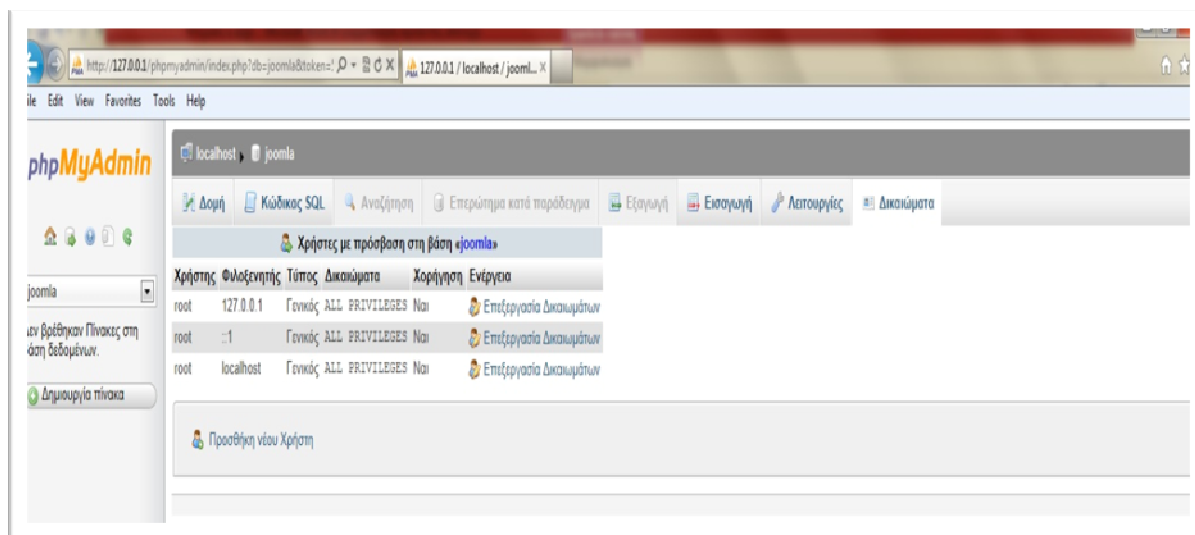 http://127.0.0.1/phpmyadmin/index.php?db=joomla&token=
127.0.0.1 / localhost / jooml...
ile Edit View Favorites Tools Help
phpMyAdmin
localhost joomla
Δομή Κώδικας SQL Αναζήτηση Επερώτημα κατά παράδειγμα Εξαγωγή Εισαγωγή Λειτουργίες Δικαιώματα
Χρήστες με πρόσβαση στη βάση «joomla»
Χρήστης Φιλοξενητής Τύπος Δικαιώματα Χορήγηση Ενέργεια
root 127.0.0.1 Γενικός ALL PRIVILEGES Ναι Επεξεργασία Δικαιωμάτων
root ::1 Γενικός ALL PRIVILEGES Ναι Επεξεργασία Δικαιωμάτων
root localhost Γενικός ALL PRIVILEGES Ναι Επεξεργασία Δικαιωμάτων
joomla
εν βρέθηκαν Πίνακες στη
άση δεδομένων.
Δημιουργία πίνακα
Προσθήκη νέου Χρήστη